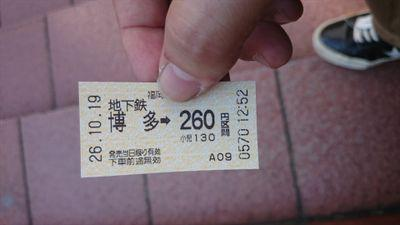 福岡
地下鉄
博多➡260円区間
小児130
発売当日限り有効
下車前途無効
A09
26.10.19
0570 12:52